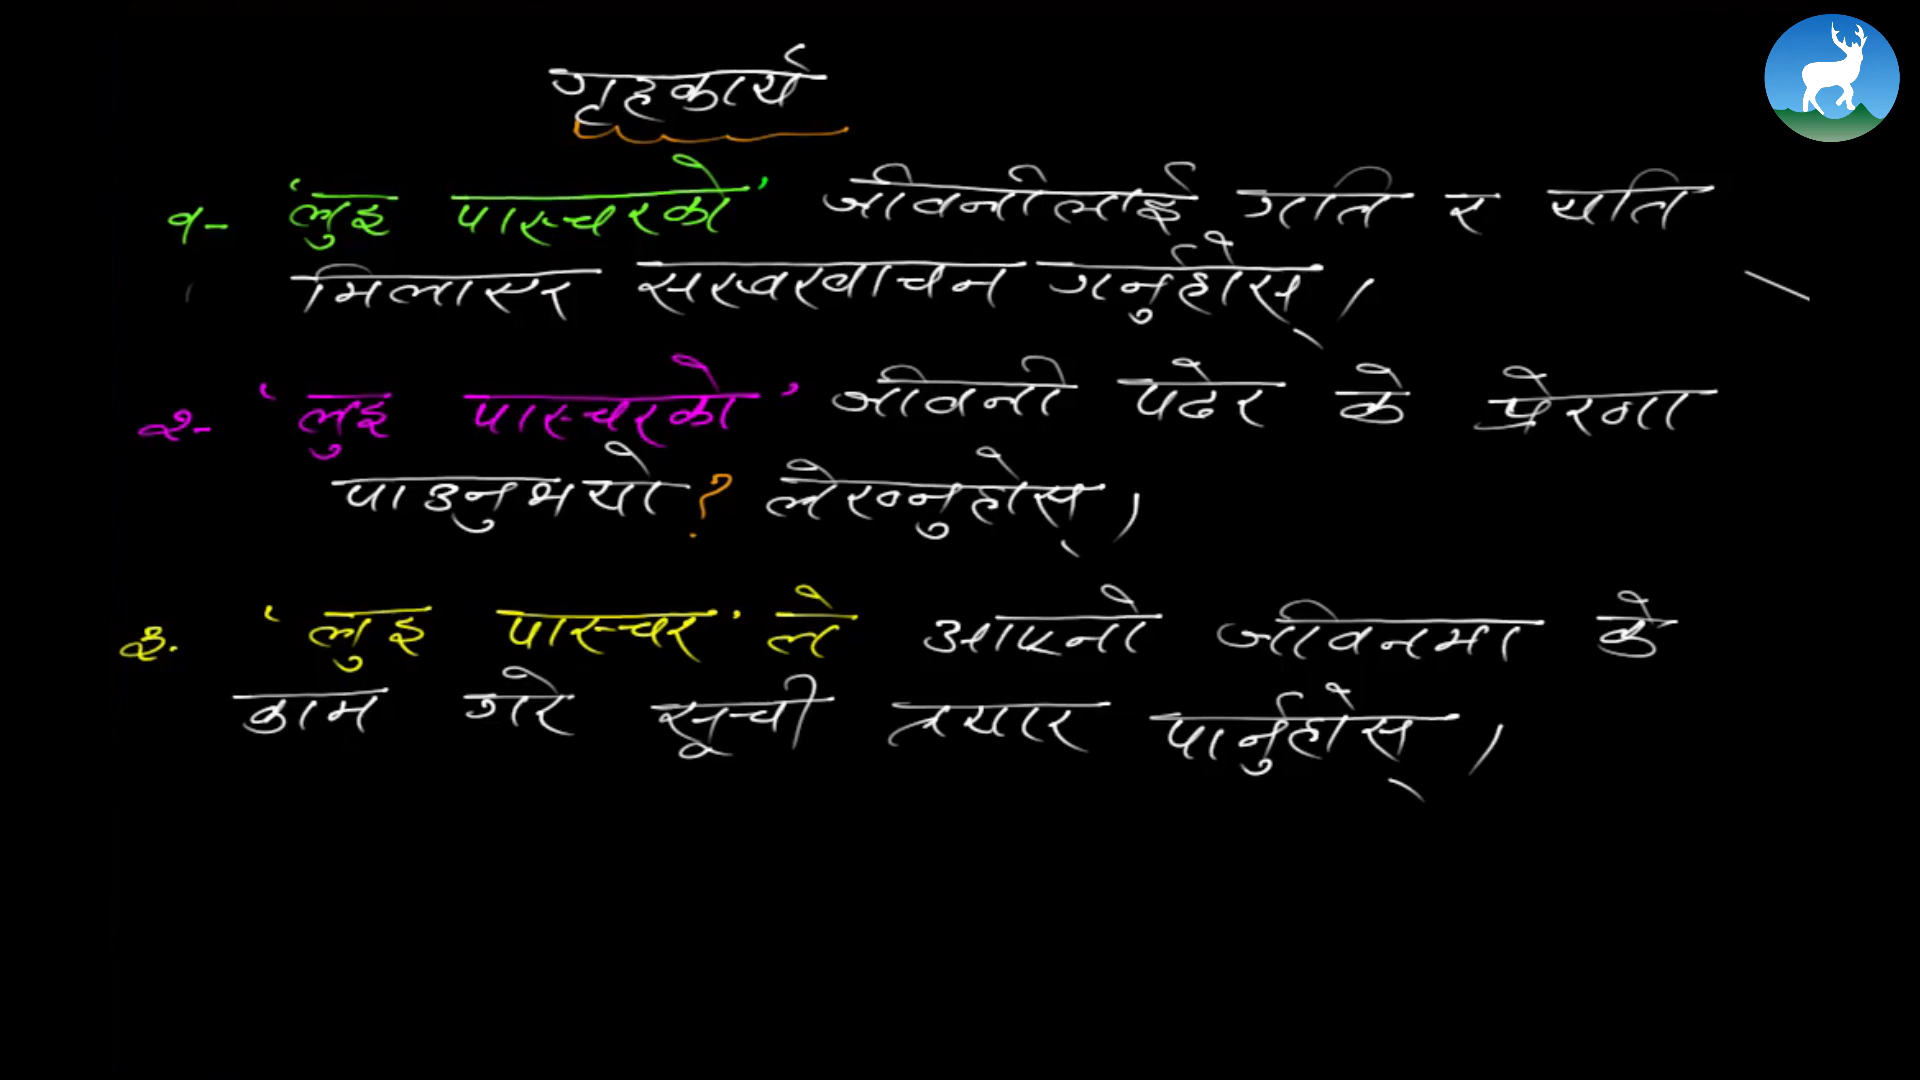 गृहकार्य
१- 'लुइ पास्चरको' जीवनीलाई गति र यति
मिलाएर सस्वरवाचन गर्नुहोस् ।
२- 'लुइ पास्चरको' जीवनी पढेर के प्रेरणा
पाउनुभयो ? लेख्नुहोस् ।
३. 'लुइ पास्चर' ले आफ्नो जीवनमा के
काम गरे सूची तयार पार्नुहोस् ।